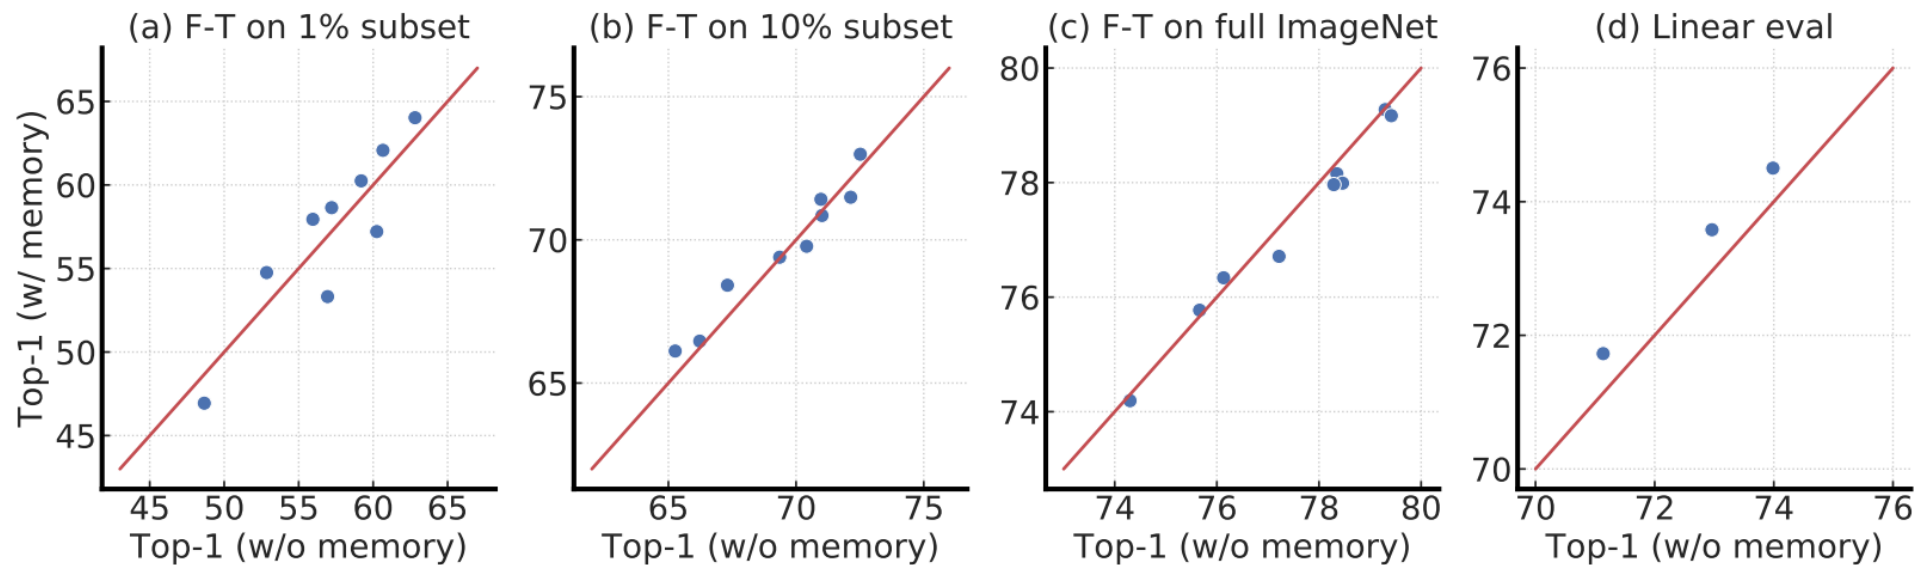 (a) F-T on 1% subset
Top-1 (w/ memory)
65
60
55
50
45
45 50 55 60 65
Top-1 (w/o memory)
(b) F-T on 10% subset
75
70
65
65 70 75
Top-1 (w/o memory)
(c) F-T on full ImageNet
80
78
76
74
74 76 78 80
Top-1 (w/o memory)
(d) Linear eval
76
74
72
70
70 72 74 76
Top-1 (w/o memory)